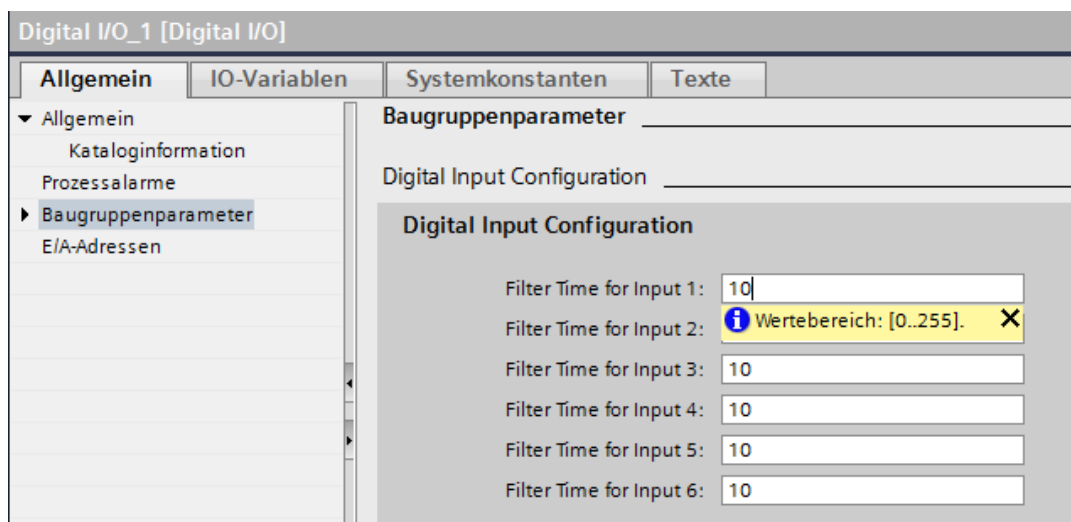 Digital I/O_1 [Digital I/O]
Allgemein IO-Variablen Systemkonstanten Texte
Allgemein
Kataloginformation
Prozessalarme
Baugruppenparameter
E/A-Adressen
Baugruppenparameter
Digital Input Configuration
Digital Input Configuration
Filter Time for Input 1: 10
Filter Time for Input 2: Wertebereich: [0..255].
Filter Time for Input 3: 10
Filter Time for Input 4: 10
Filter Time for Input 5: 10
Filter Time for Input 6: 10